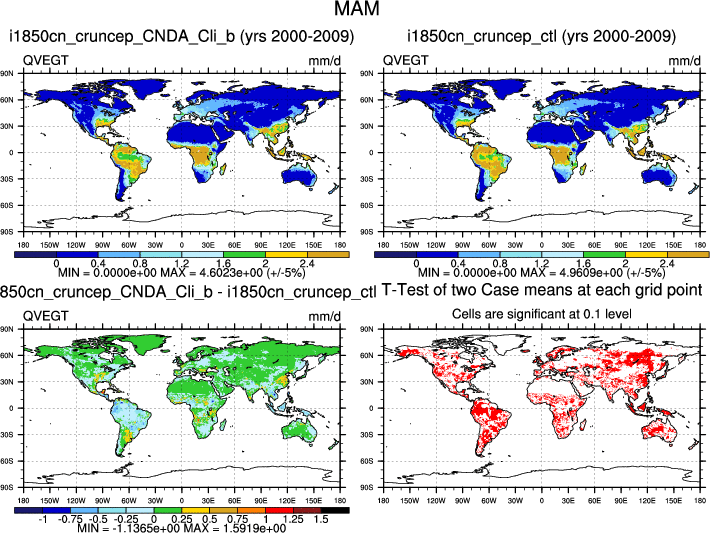 MAM
i1850cn_cruncep_CNDA_Cli_b (yrs 2000-2009)
i1850cn_cruncep_ctl (yrs 2000-2009)
QVEGT mm/d
QVEGT mm/d
90N
60N
30N
0
30S
60S
90S
180 150W 120W 90W 60W 30W 0 30E 60E 90E 120E 150E 180
90N
60N
30N
0
30S
60S
90S
180 150W 120W 90W 60W 30W 0 30E 60E 90E 120E 150E 180
0 0.4 0.8 1.2 1.6 2 2.4
MIN = 0.0000e+00 MAX = 4.6023e+00 (+/-5%)
0 0.4 0.8 1.2 1.6 2 2.4
MIN = 0.0000e+00 MAX = 4.9609e+00 (+/-5%)
850cn_cruncep_CNDA_Cli_b - i1850cn_cruncep_ctl
T-Test of two Case means at each grid point
QVEGT mm/d
Cells are significant at 0.1 level
90N
60N
30N
0
30S
60S
90S
180 150W 120W 90W 60W 30W 0 30E 60E 90E 120E 150E 180
90N
60N
30N
0
30S
60S
90S
180 150W 120W 90W 60W 30W 0 30E 60E 90E 120E 150E 180
-1 -0.75 -0.5 -0.25 0 0.25 0.5 0.75 1 1.25 1.5
MIN = -1.1365e+00 MAX = 1.5919e+00